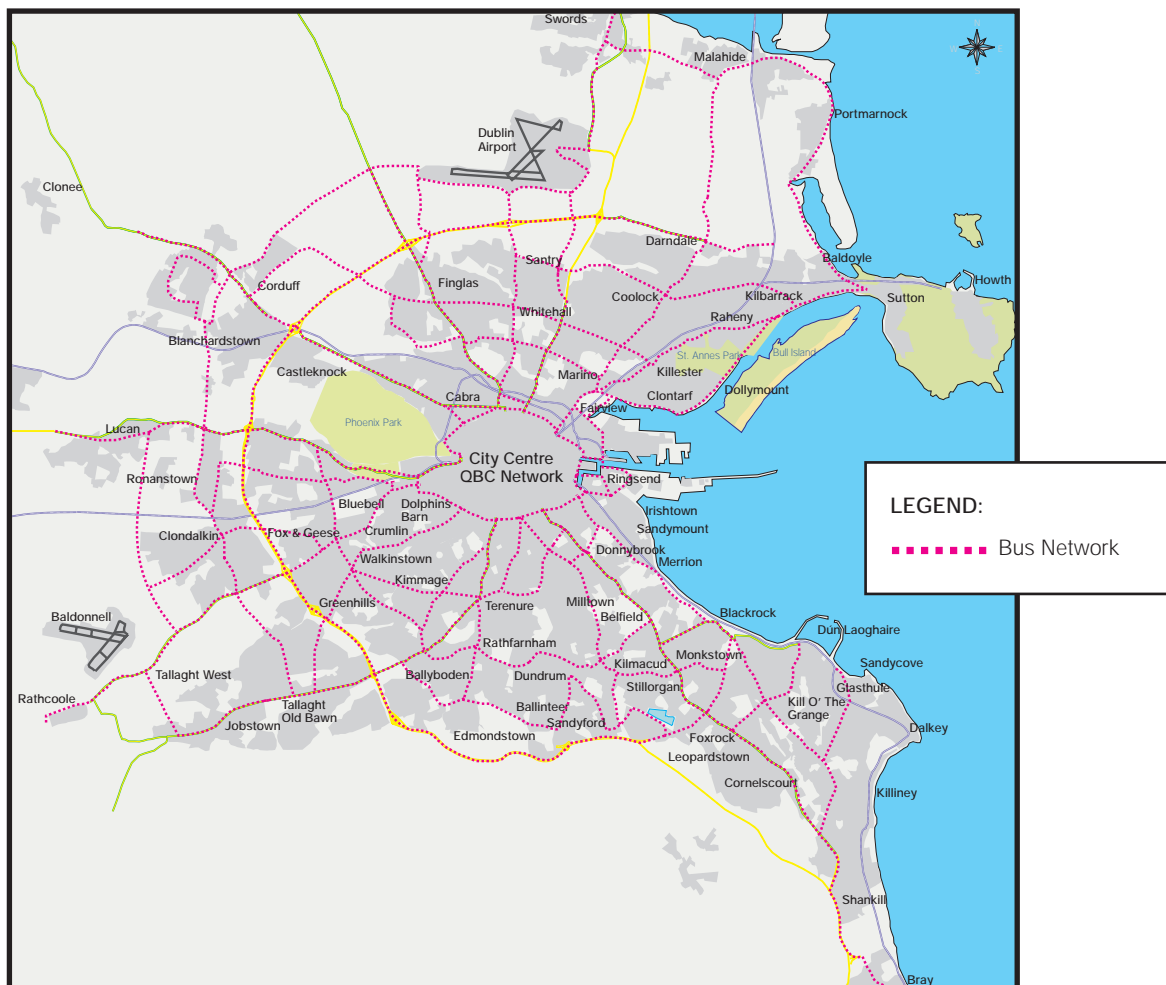 Swords
N
W
E
S
Malahide
Portmarnock
Dublin
Airport
Clonee
Darndale
Santry
Baldoyle
Howth
Corduff
Finglas
Coolock
Kilbarrack
Sutton
Whitehall
Raheny
Blanchardstown
St. Annes Park
Bull Island
Castleknock
Marino
Killester
Dollymount
Cabra
Clontarf
Fairview
Phoenix Park
Lucan
City Centre
QBC Network
Ronanstown
Ringsend
Bluebell
Dolphins
Barn
Irishtown
Clondalkin
Fox & Geese
Crumlin
Sandymount
Donnybrook
Walkinstown
Merrion
Kimmage
Greenhills
Terenure
Milltown
Belfield
Blackrock
Baldonnell
Dún Laoghaire
Rathfarnham
Monkstown
Kilmacud
Sandycove
Tallaght West
Ballyboden
Dundrum
Stillorgan
Glasthule
Rathcoole
Tallaght
Old Bawn
Kill O' The
Grange
Ballinteer
Jobstown
Sandyford
Dalkey
Edmondstown
Foxrock
Leopardstown
Cornelscourt
Killiney
Shankill
Bray
LEGEND:
Bus Network